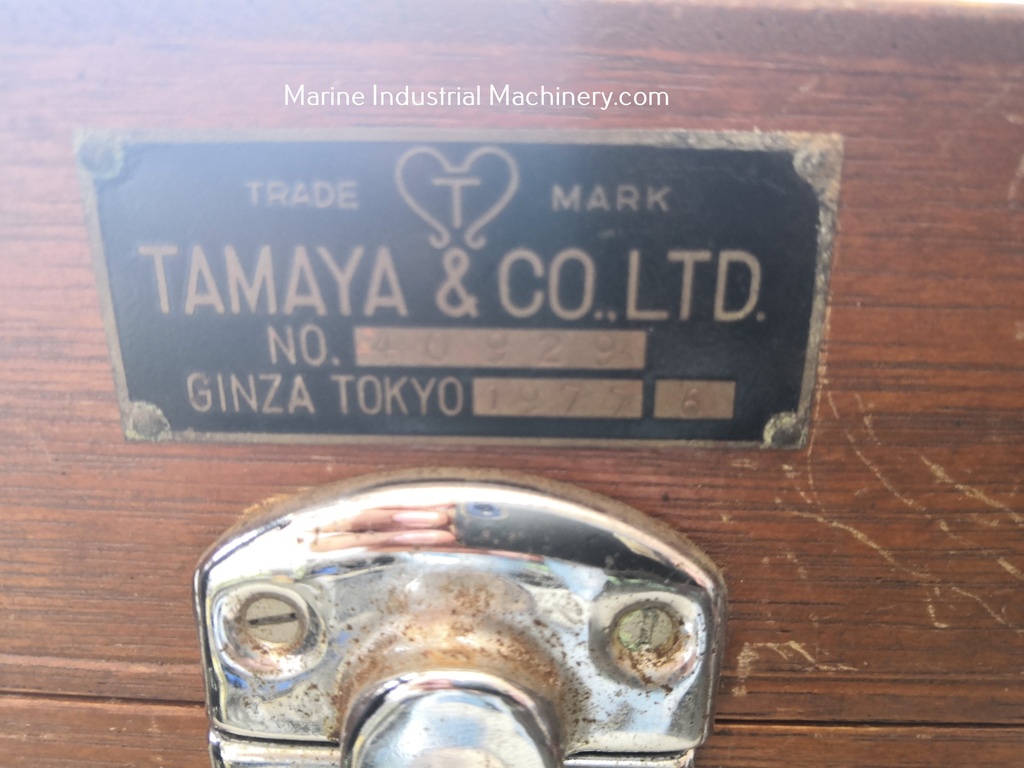 Marine Industrial Machinery.com
TRADE T MARK
TAMAYA & CO.,LTD.
NO. 40929
GINZA TOKYO 1977 6